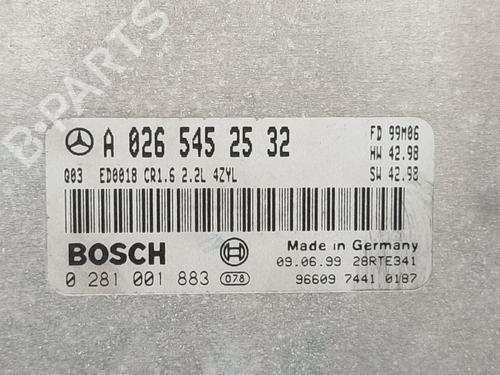 B-PARTS
A 026 545 25 32
FD 99M06
Q03 ED0018 CR1.6 2.2L 4ZYL
HW 42.98
SW 42.98
BOSCH
Made in Germany
0 281 001 883 078
09.06.99 28RTE341
96609 7441 0187